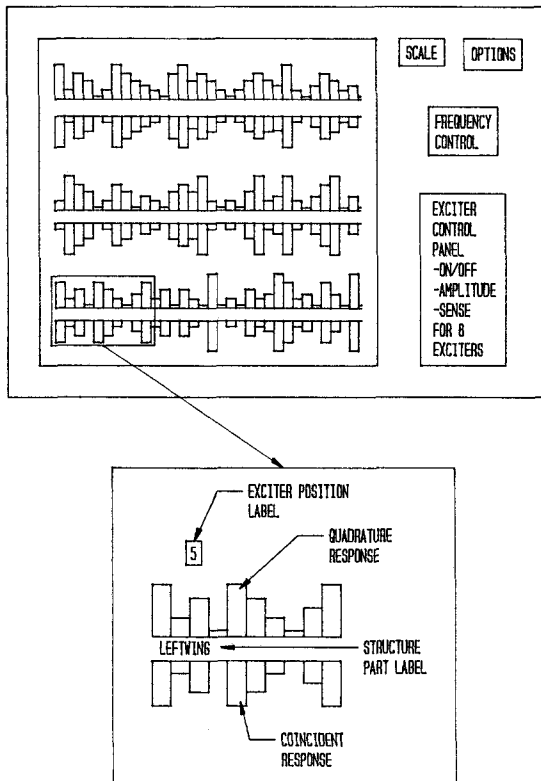 SCALE
OPTIONS
FREQUENCY
CONTROL
EXCITER
CONTROL
PANEL
-ON/OFF
-AMPLITUDE
-SENSE
FOR 8
EXCITERS
EXCITER POSITION
LABEL
5
QUADRATURE
RESPONSE
LEFTWING
STRUCTURE
PART LABEL
COINCIDENT
RESPONSE